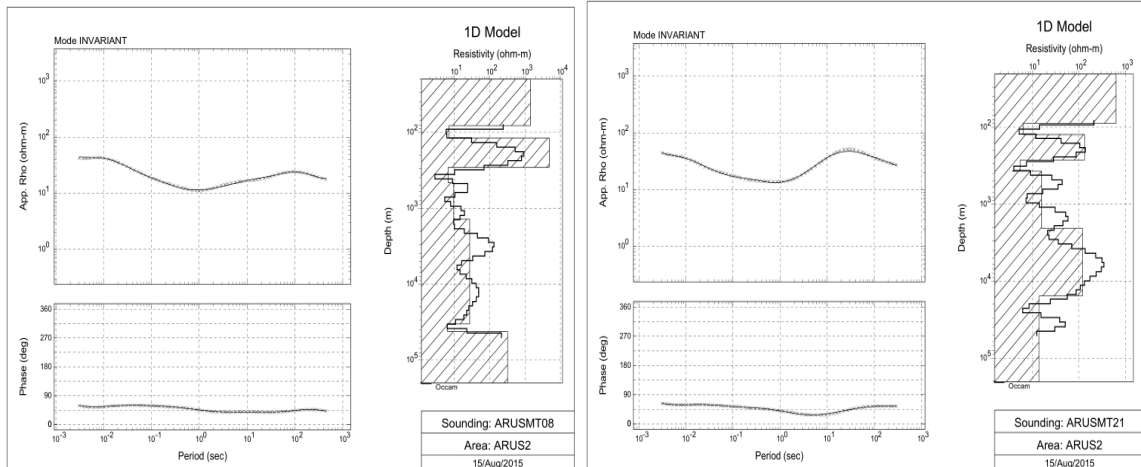 Mode INVARIANT
App. Rho (ohm-m)
10^3
10^2
10^1
10^0
Phase (deg)
360
270
180
90
0
10^-3 10^-2 10^-1 10^0 10^1 10^2 10^3
Period (sec)
1D Model
Resistivity (ohm-m)
10^1 10^2 10^3 10^4
Depth (m)
10^2
10^3
10^4
10^5
Occam
Sounding: ARUSMT08
Area: ARUS2
15/Aug/2015
Mode INVARIANT
App. Rho (ohm-m)
10^3
10^2
10^1
10^0
Phase (deg)
360
270
180
90
0
10^-3 10^-2 10^-1 10^0 10^1 10^2 10^3
Period (sec)
1D Model
Resistivity (ohm-m)
10^1 10^2 10^3
Depth (m)
10^2
10^3
10^4
10^5
Occam
Sounding: ARUSMT21
Area: ARUS2
15/Aug/2015